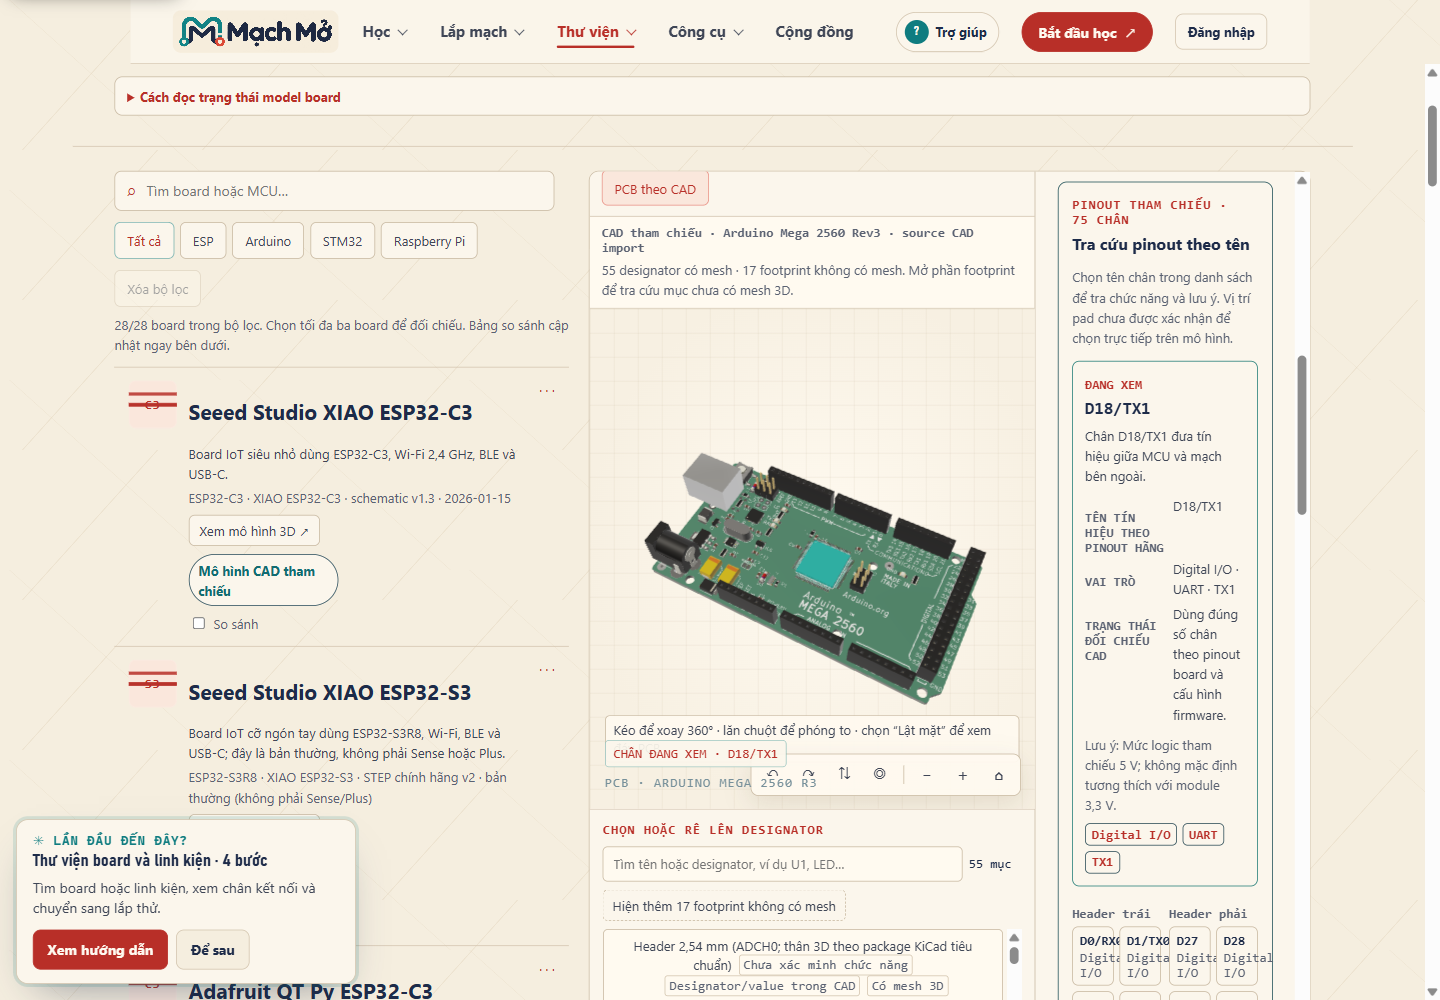 Mạch Mở
Học
Lắp mạch
Thư viện
Công cụ
Cộng đồng
? Trợ giúp
Bắt đầu học ↗
Đăng nhập
▶ Cách đọc trạng thái model board
Tìm board hoặc MCU...
Tất cả
ESP
Arduino
STM32
Raspberry Pi
Xóa bộ lọc
28/28 board trong bộ lọc. Chọn tối đa ba board để đối chiếu. Bảng so sánh cập
nhật ngay bên dưới.
C3
...
Seeed Studio XIAO ESP32-C3
Board IoT siêu nhỏ dùng ESP32-C3, Wi-Fi 2,4 GHz, BLE và
USB-C.
ESP32-C3 · XIAO ESP32-C3 · schematic v1.3 · 2026-01-15
Xem mô hình 3D ↗
Mô hình CAD tham
chiếu
So sánh
S3
...
Seeed Studio XIAO ESP32-S3
Board IoT cỡ ngón tay dùng ESP32-S3R8, Wi-Fi, BLE và
USB-C; đây là bản thường, không phải Sense hoặc Plus.
ESP32-S3R8 · XIAO ESP32-S3 · STEP chính hãng v2 · bản
thường (không phải Sense/Plus)
✳ LẦN ĐẦU ĐẾN ĐÂY?
Thư viện board và linh kiện · 4 bước
Tìm board hoặc linh kiện, xem chân kết nối và
chuyển sang lắp thử.
Xem hướng dẫn
Để sau
...
Adafruit QT Py ESP32-C3
PCB theo CAD
CAD tham chiếu · Arduino Mega 2560 Rev3 · source CAD
import
55 designator có mesh · 17 footprint không có mesh. Mở phần footprint
để tra cứu mục chưa có mesh 3D.
MADE IN
ITALY
Arduino
MEGA 2560
Arduino.org
Kéo để xoay 360° · lăn chuột để phóng to · chọn “Lật mặt” để xem
CHÂN ĐANG XEM · D18/TX1
PCB · ARDUINO MEGA 2560 R3
CHỌN HOẶC RÊ LÊN DESIGNATOR
Tìm tên hoặc designator, ví dụ U1, LED...
55 mục
Hiện thêm 17 footprint không có mesh
Header 2,54 mm (ADCH0; thân 3D theo package KiCad tiêu
chuẩn) Chưa xác minh chức năng
Designator/value trong CAD Có mesh 3D
PINOUT THAM CHIẾU ·
75 CHÂN
Tra cứu pinout theo tên
Chọn tên chân trong danh sách
để tra chức năng và lưu ý. Vị trí
pad chưa được xác nhận để
chọn trực tiếp trên mô hình.
ĐANG XEM
D18/TX1
Chân D18/TX1 đưa tín
hiệu giữa MCU và mạch
bên ngoài.
TÊN TÍN
HIỆU THEO
PINOUT HÃNG
D18/TX1
VAI TRÒ
Digital I/O ·
UART · TX1
TRẠNG THÁI
ĐỐI CHIẾU
CAD
Dùng đúng
số chân
theo pinout
board và
cấu hình
firmware.
Lưu ý: Mức logic tham
chiếu 5 V; không mặc định
tương thích với module
3,3 V.
Digital I/O
UART
TX1
Header trái
Header phải
D0/RX0
Digital
I/O
D1/TX0
Digital
I/O
D27
Digital
I/O
D28
Digital
I/O